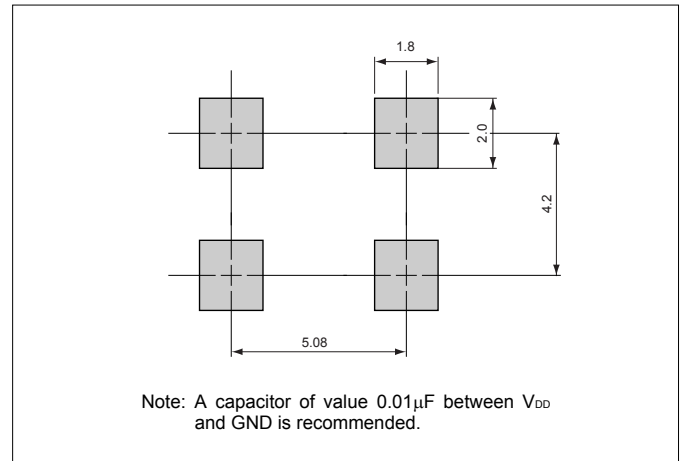 1.8
2.0
4.2
5.08
Note: A capacitor of value 0.01μF between VDD
and GND is recommended.